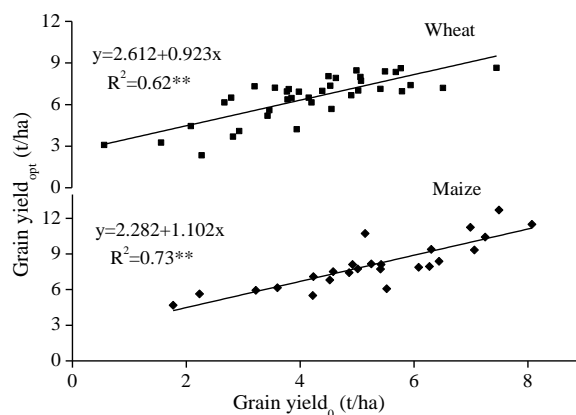 12
Wheat
y=2.612+0.923x
9
R²=0.62**
6
3
0
Maize
12
y=2.282+1.102x
9
R²=0.73**
6
3
0
0 2 4 6 8
Grain yield₀ (t/ha)
Grain yield_opt (t/ha)